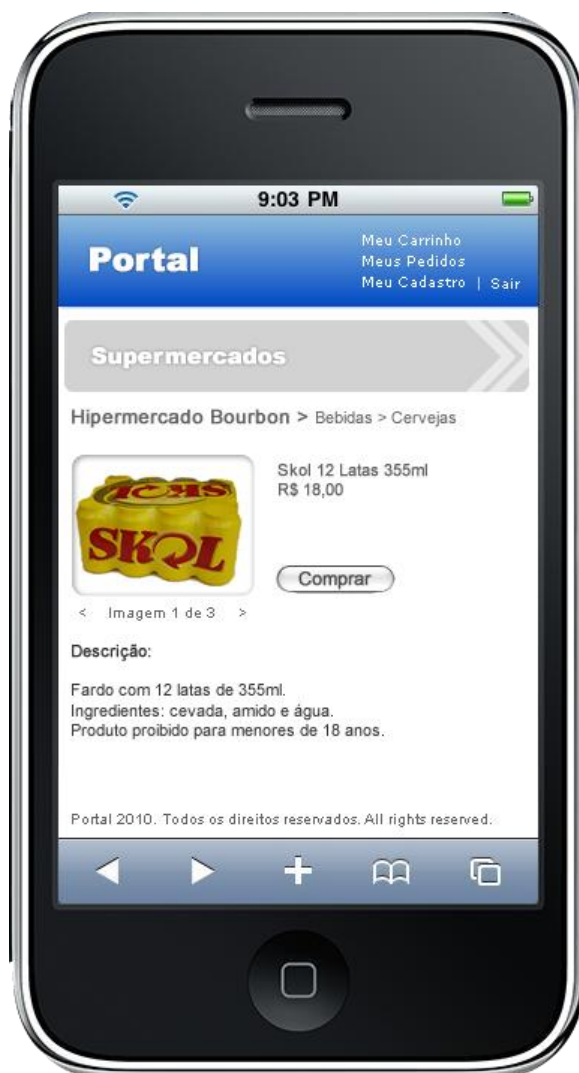 9:03 PM
Portal
Meu Carrinho
Meus Pedidos
Meu Cadastro | Sair
Supermercados
Hipermercado Bourbon > Bebidas > Cervejas
Skol 12 Latas 355ml
R$ 18,00
SKOL
SKOL
Comprar
< Imagem 1 de 3 >
Descrição:
Fardo com 12 latas de 355ml.
Ingredientes: cevada, amido e água.
Produto proibido para menores de 18 anos.
Portal 2010. Todos os direitos reservados. All rights reserved.